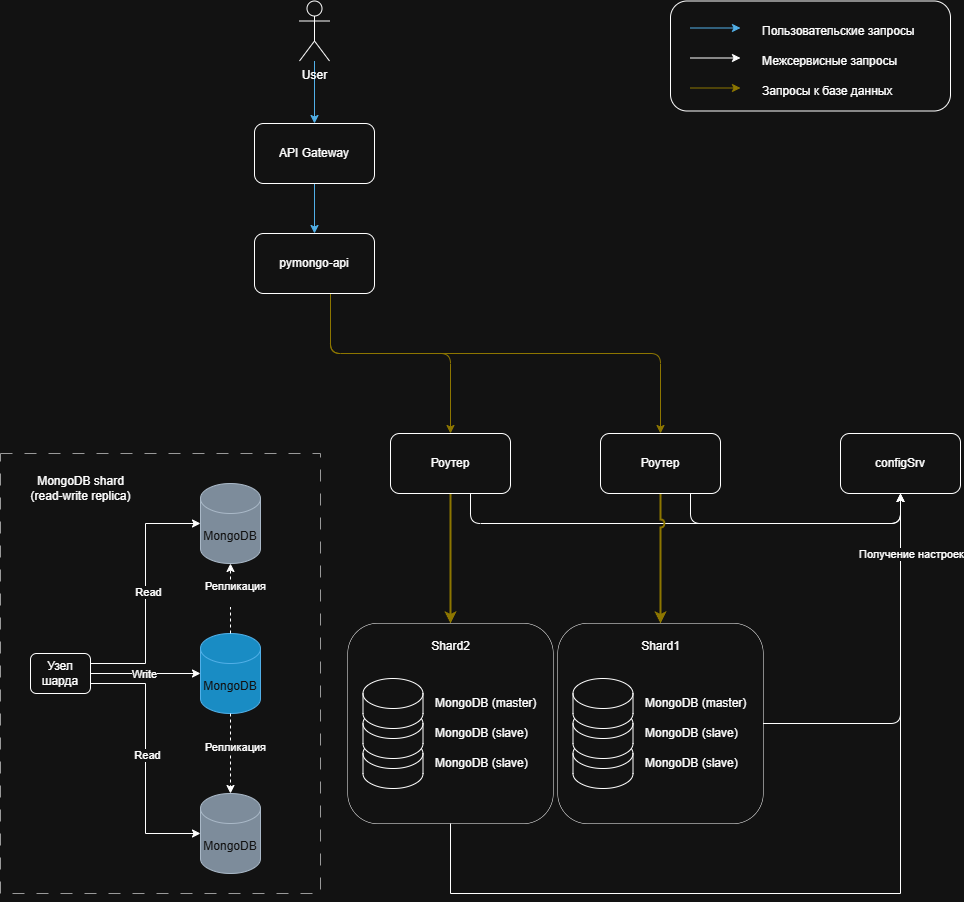 Пользовательские запросы
Межсервисные запросы
Запросы к базе данных
User
API Gateway
pymongo-api
Роутер
Роутер
configSrv
Получение настроек
MongoDB shard
(read-write replica)
MongoDB
Репликация
Read
Узел
шарда
Write
MongoDB
Репликация
Read
MongoDB
Shard2
MongoDB (master)
MongoDB (slave)
MongoDB (slave)
Shard1
MongoDB (master)
MongoDB (slave)
MongoDB (slave)